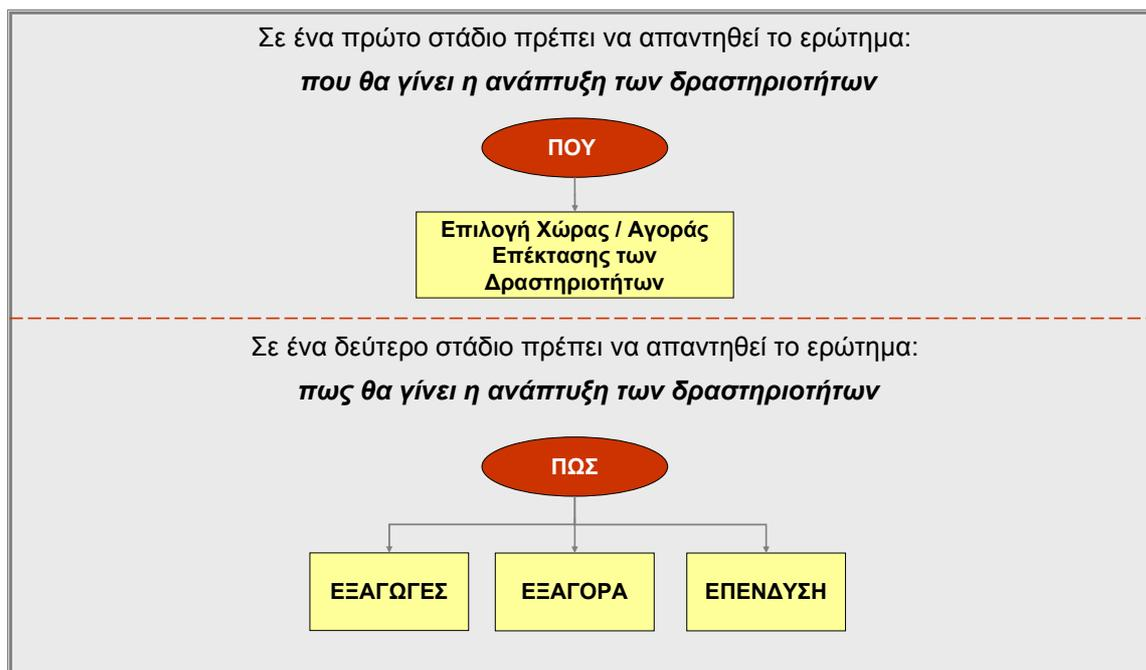 Σε ένα πρώτο στάδιο πρέπει να απαντηθεί το ερώτημα:
που θα γίνει η ανάπτυξη των δραστηριοτήτων
ΠΟΥ
Επιλογή Χώρας / Αγοράς
Επέκτασης των
Δραστηριοτήτων
Σε ένα δεύτερο στάδιο πρέπει να απαντηθεί το ερώτημα:
πως θα γίνει η ανάπτυξη των δραστηριοτήτων
ΠΩΣ
ΕΞΑΓΩΓΕΣ
ΕΞΑΓΟΡΑ
ΕΠΕΝΔΥΣΗ